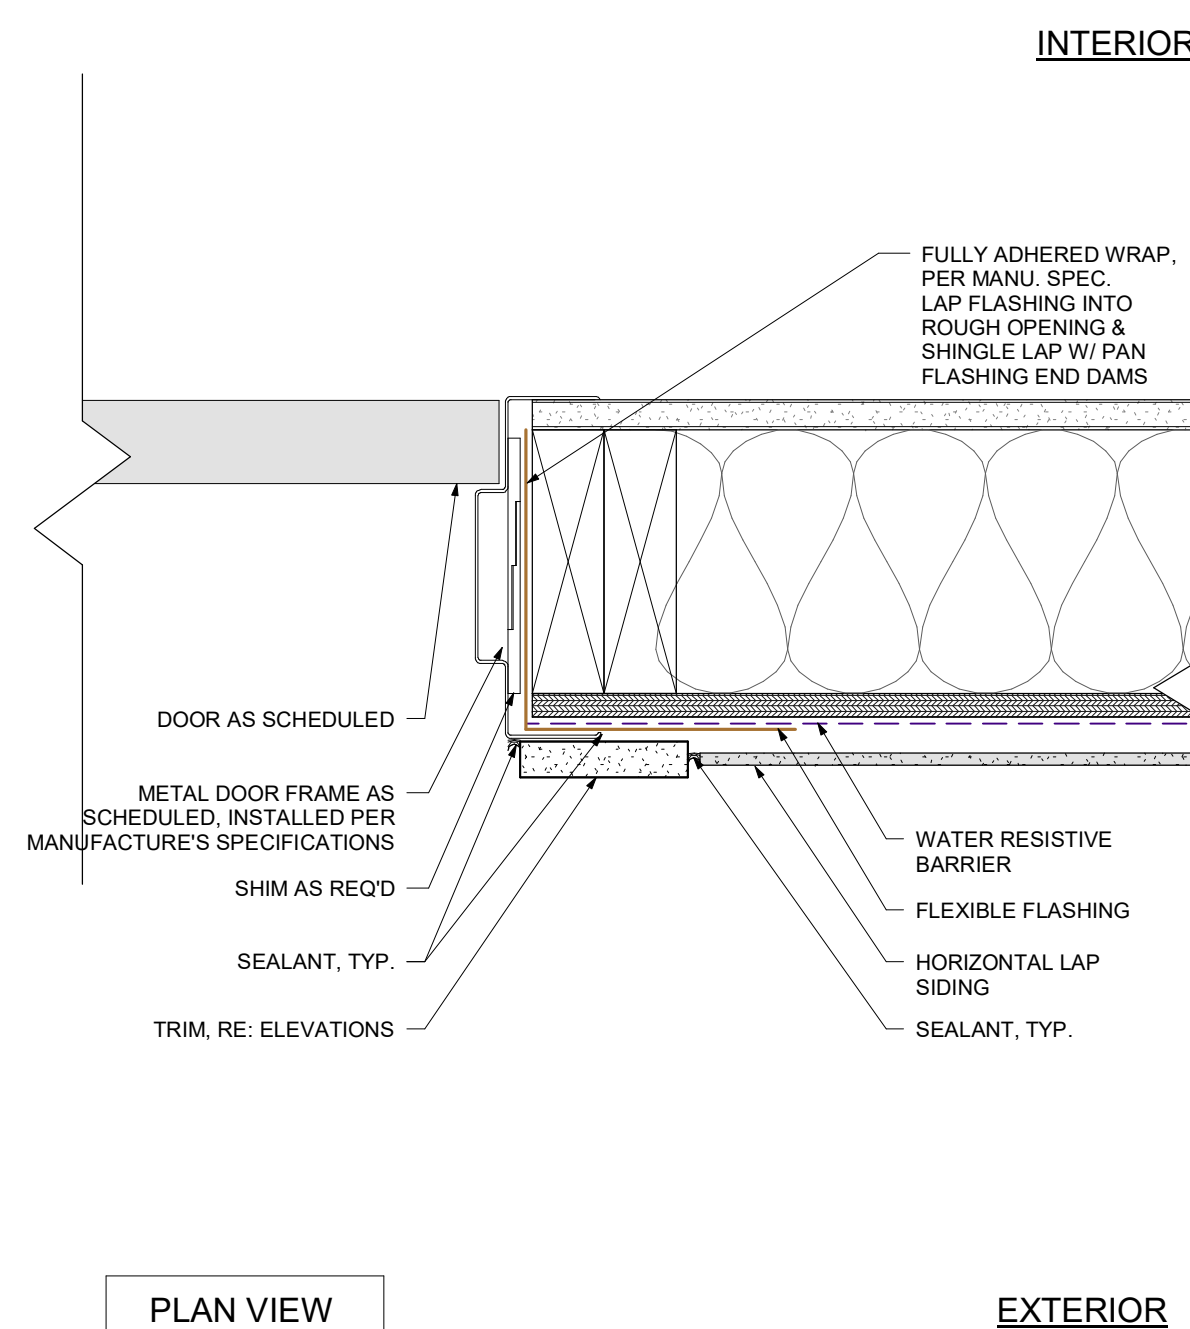 INTERIOR
FULLY ADHERED WRAP,
PER MANU. SPEC.
LAP FLASHING INTO
ROUGH OPENING &
SHINGLE LAP W/ PAN
FLASHING END DAMS
DOOR AS SCHEDULED
METAL DOOR FRAME AS
SCHEDULED, INSTALLED PER
MANUFACTURE'S SPECIFICATIONS
SHIM AS REQ'D
SEALANT, TYP.
TRIM, RE: ELEVATIONS
WATER RESISTIVE
BARRIER
FLEXIBLE FLASHING
HORIZONTAL LAP
SIDING
SEALANT, TYP.
PLAN VIEW
EXTERIOR